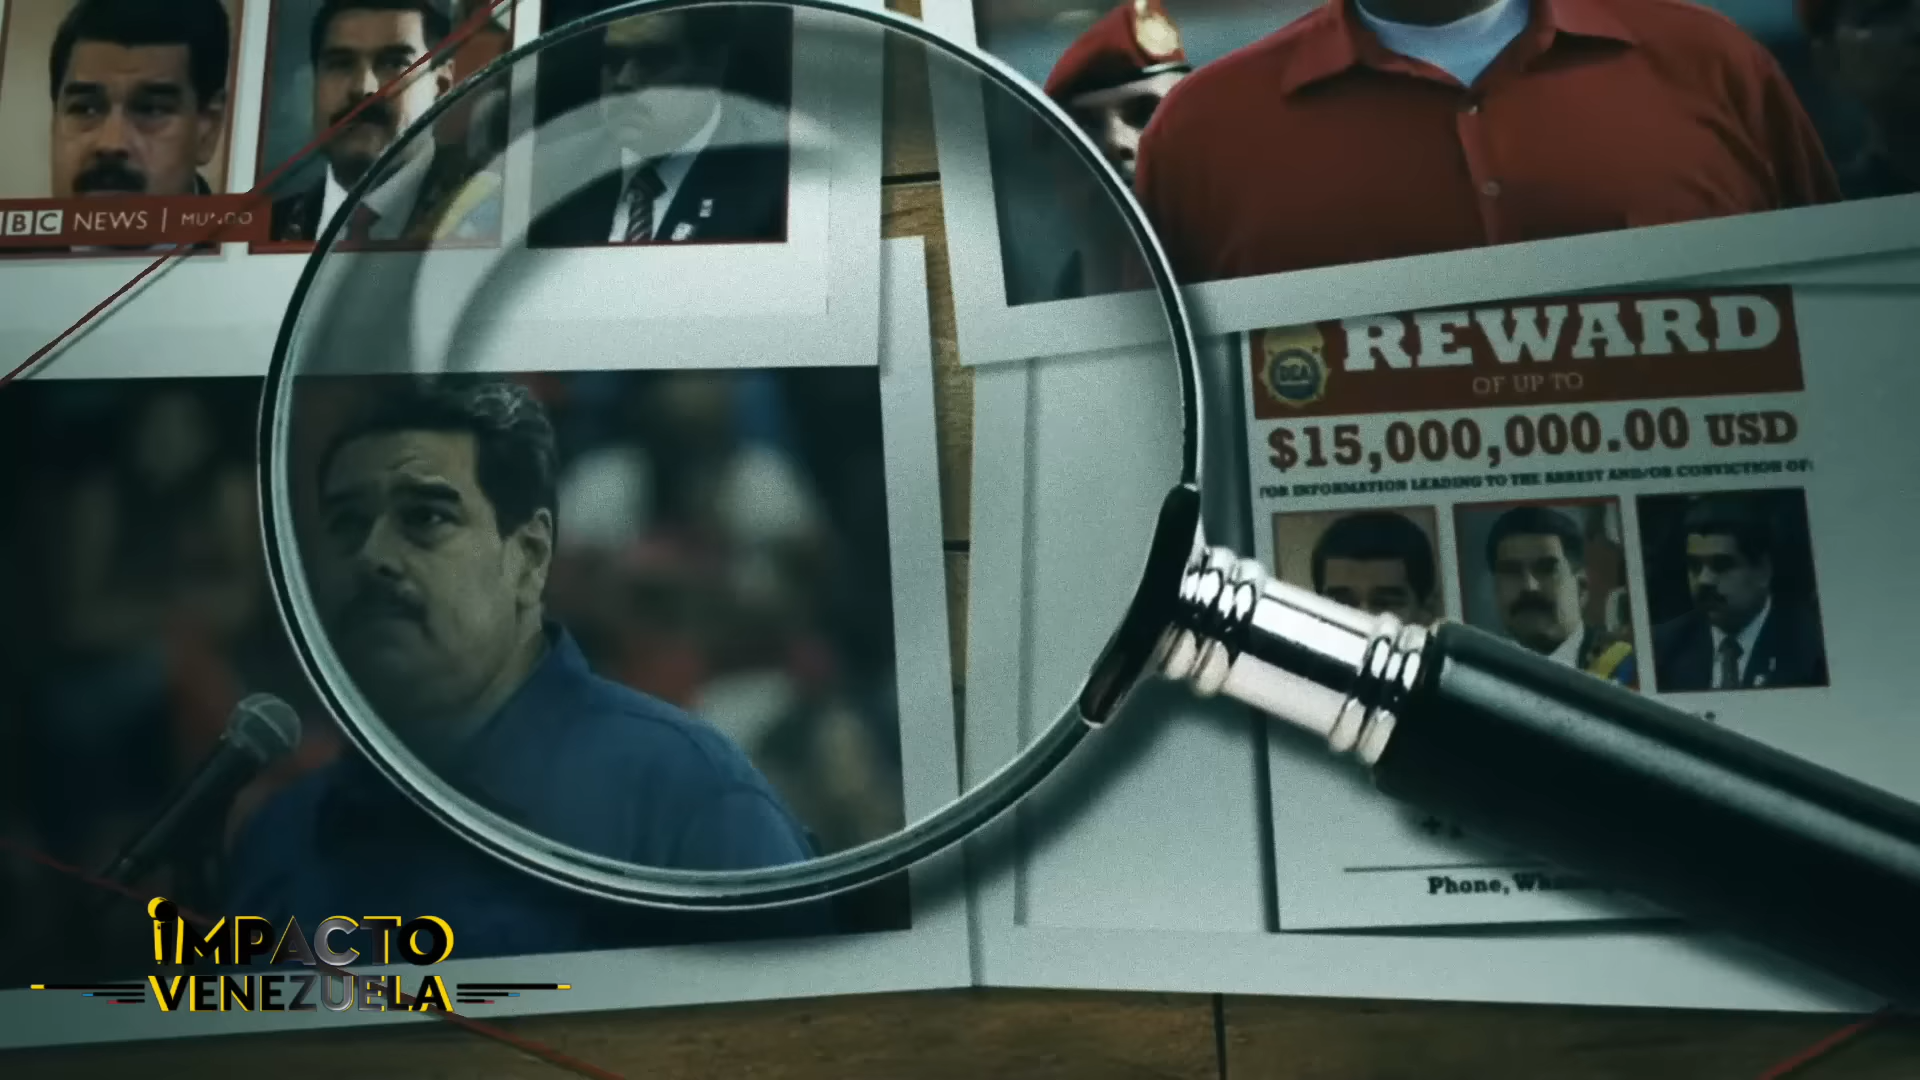 BBC NEWS | MUNDO
REWARD
OF UP TO
$15,000,000.00 USD
FOR INFORMATION LEADING TO THE ARREST AND/OR CONVICTION OF:
DEA
Phone,
IMPACTO
VENEZUELA